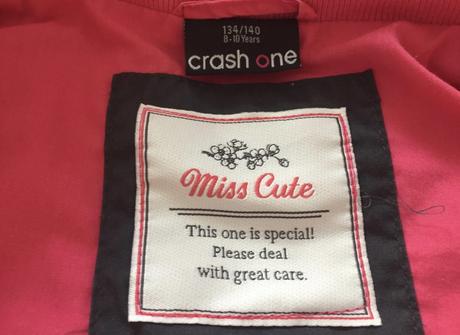 134/140
8-10 Years
crash one
Miss Cute
This one is special!
Please deal
with great care.